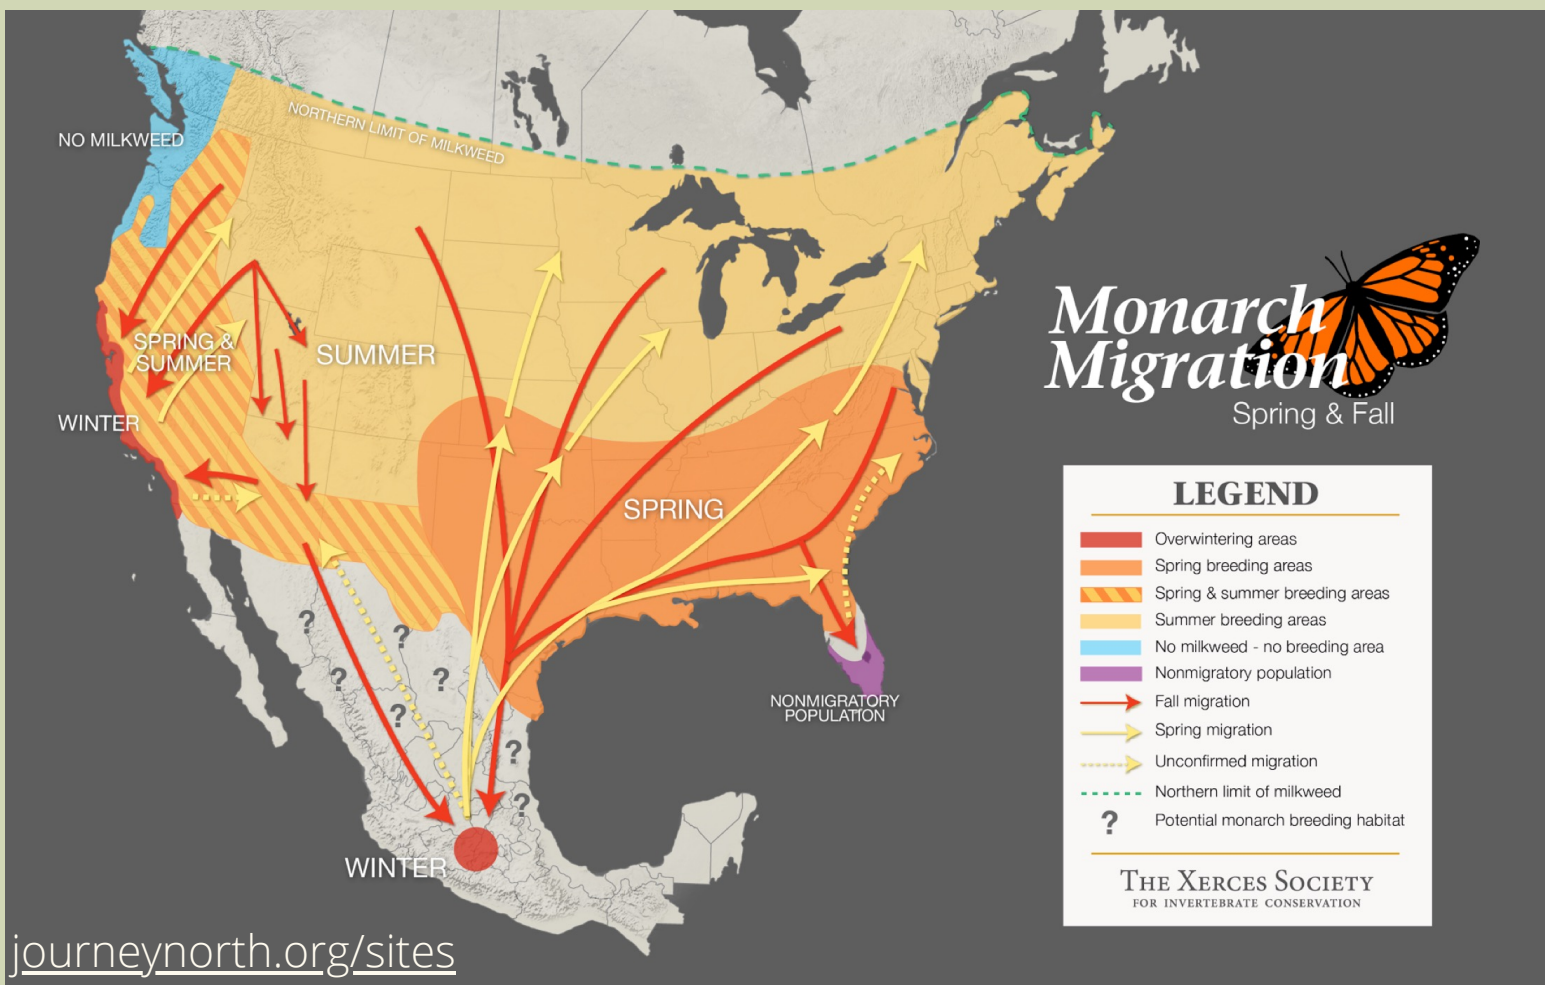 NO MILKWEED
NORTHERN LIMIT OF MILKWEED
SPRING &
SUMMER
SUMMER
WINTER
SPRING
NONMIGRATORY
POPULATION
?
?
?
?
?
?
?
WINTER
journeynorth.org/sites
Monarch
Migration
Spring & Fall
LEGEND
Overwintering areas
Spring breeding areas
Spring & summer breeding areas
Summer breeding areas
No milkweed - no breeding area
Nonmigratory population
Fall migration
Spring migration
Unconfirmed migration
Northern limit of milkweed
? Potential monarch breeding habitat
THE XERCES SOCIETY
FOR INVERTEBRATE CONSERVATION